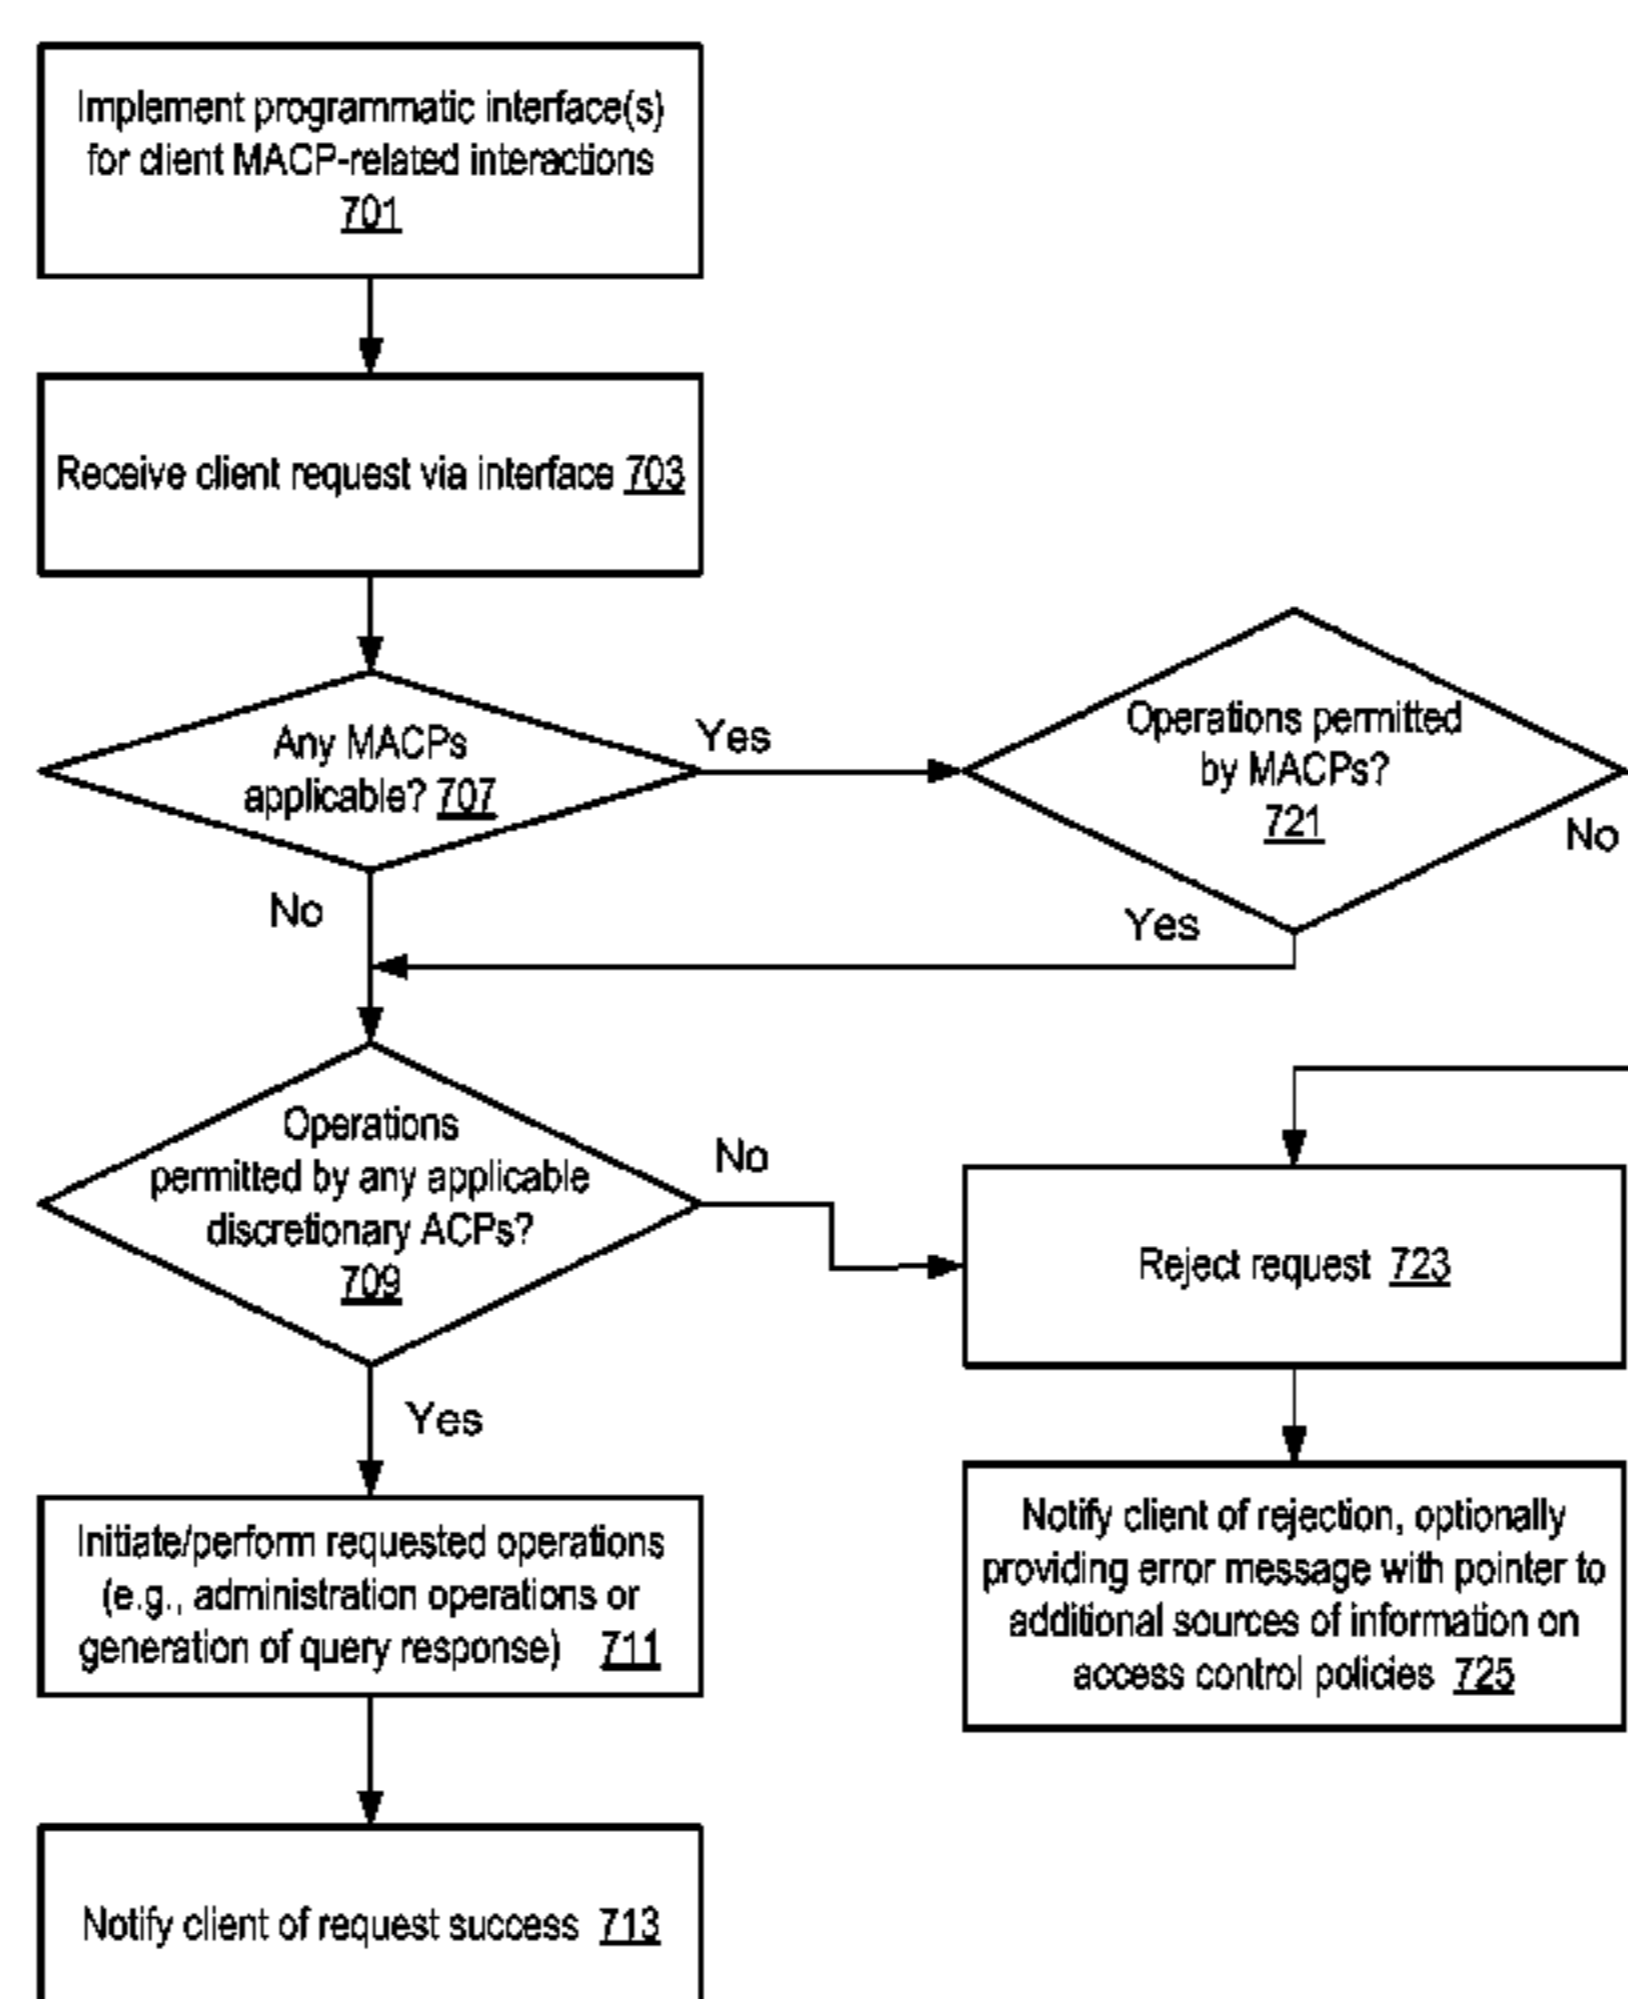 Implement programmatic interface(s)
for client MACP-related interactions
701
Receive client request via interface 703
Any MACPs
applicable? 707
Yes
No
Operations permitted
by MACPs?
721
No
Yes
Operations
permitted by any applicable
discretionary ACPs?
709
No
Yes
Reject request 723
Initiate/perform requested operations
(e.g., administration operations or
generation of query response) 711
Notify client of rejection, optionally
providing error message with pointer to
additional sources of information on
access control policies 725
Notify client of request success 713